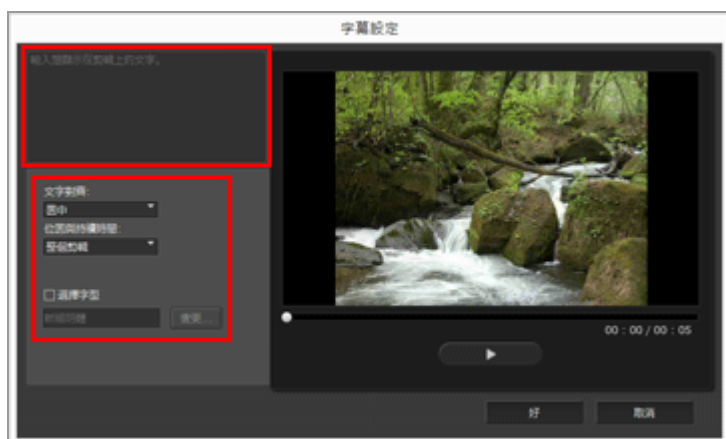 字幕設定
輸入想顯示在剪輯上的文字。
文字對齊:
置中
位置與持續時間:
整個剪輯
選擇字型
新細明體
變更...
00 : 00 / 00 : 05
好
取消